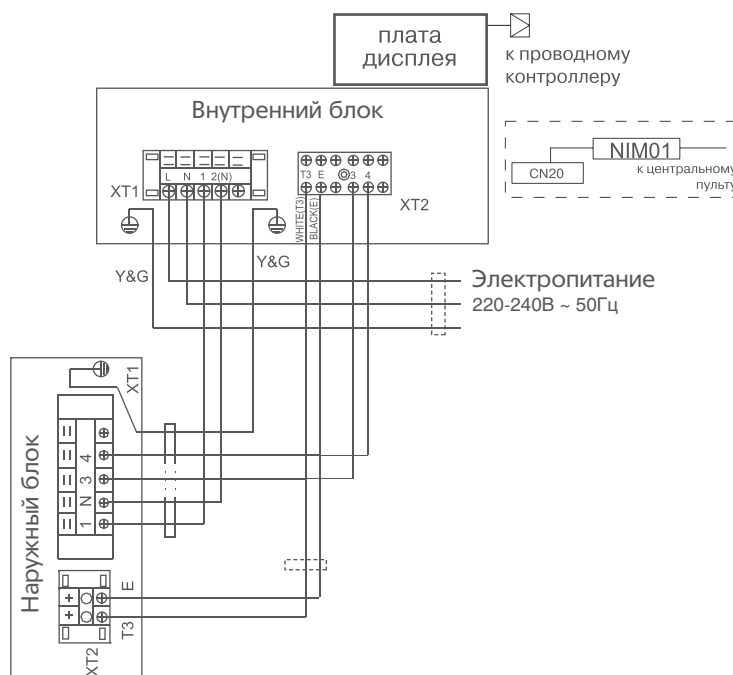 плата
дисплея
к проводному
контроллеру
Внутренний блок
NIM01
CN20
к центральному
пульту
XT1
L N 1 2(N)
T3 E 3 4
XT2
WHITE(T3)
BLACK(E)
Y&G
Y&G
Электропитание
220-240В ~ 50Гц
XT1
Наружный блок
4
3
N
1
E
T3
XT2